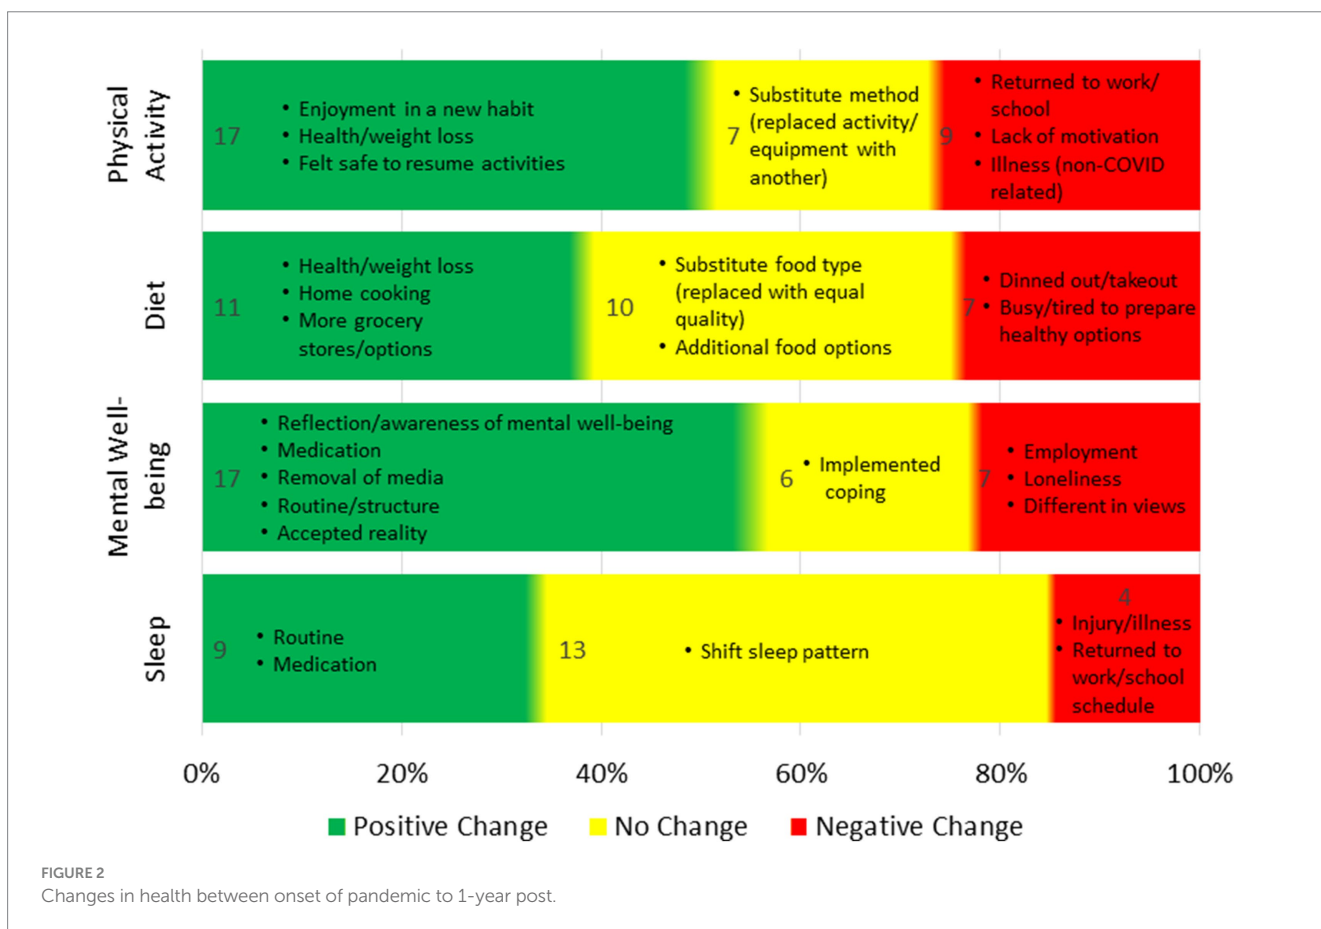 Physical
Activity
17
• Enjoyment in a new habit
• Health/weight loss
• Felt safe to resume activities
7
• Substitute method
(replaced activity/
equipment with
another)
9
• Returned to work/
school
• Lack of motivation
• Illness (non-COVID
related)
Diet
11
• Health/weight loss
• Home cooking
• More grocery
stores/options
10
• Substitute food type
(replaced with equal
quality)
• Additional food options
7
• Dinned out/takeout
• Busy/tired to prepare
healthy options
Mental Well-
being
17
• Reflection/awareness of mental well-being
• Medication
• Removal of media
• Routine/structure
• Accepted reality
6
• Implemented
coping
7
• Employment
• Loneliness
• Different in views
Sleep
9
• Routine
• Medication
13
• Shift sleep pattern
4
• Injury/illness
• Returned to
work/school
schedule
0% 20% 40% 60% 80% 100%
Positive Change No Change Negative Change
FIGURE 2
Changes in health between onset of pandemic to 1-year post.